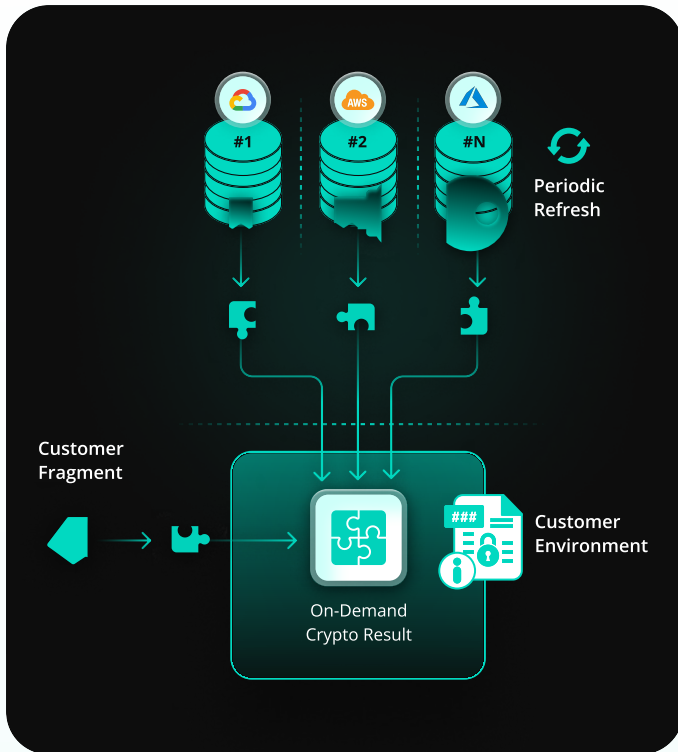 AWS
#1
#2
#N
Periodic
Refresh
Customer
Fragment
###
Customer
Environment
On-Demand
Crypto Result